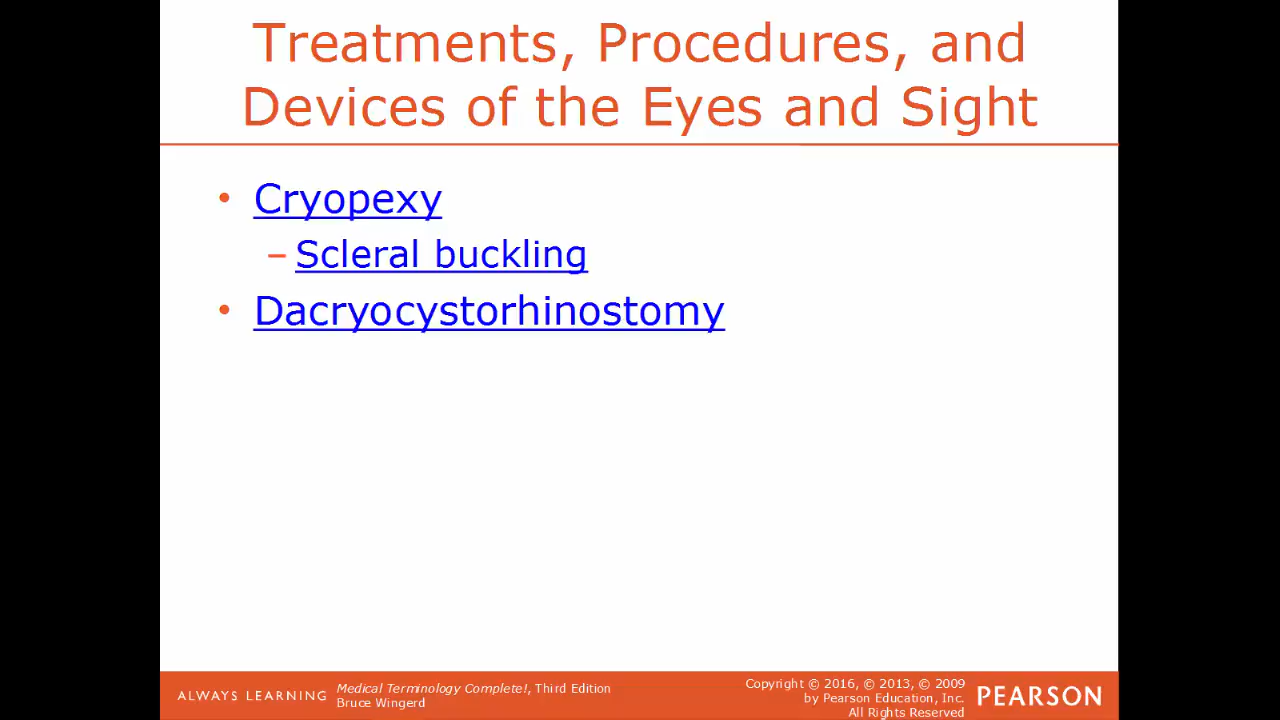 Treatments, Procedures, and
Devices of the Eyes and Sight
• Cryopexy
– Scleral buckling
• Dacryocystorhinostomy
ALWAYS LEARNING
Medical Terminology Complete!, Third Edition
Bruce Wingerd
Copyright © 2016, © 2013, © 2009
by Pearson Education, Inc.
All Rights Reserved
PEARSON